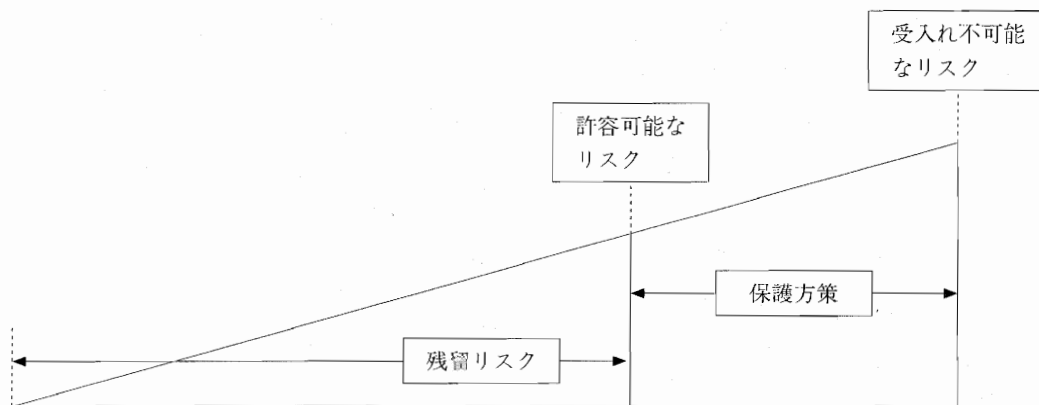 受入れ不可能
なリスク
許容可能な
リスク
保護方策
残留リスク